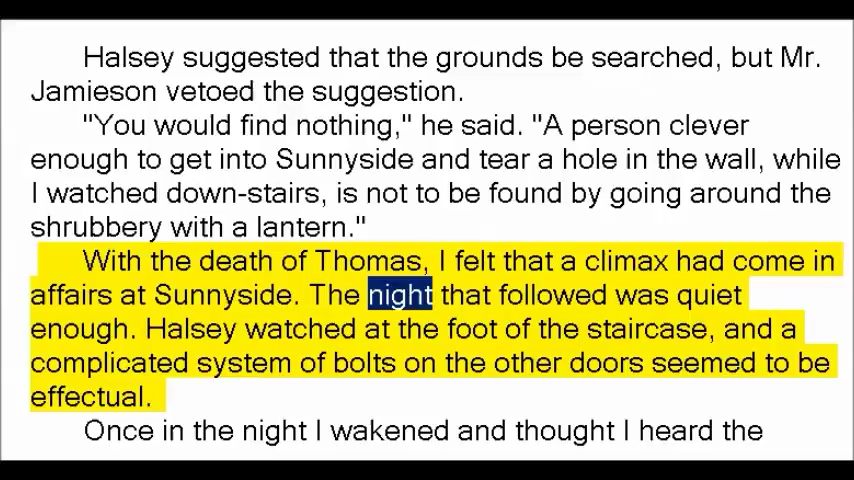 Halsey suggested that the grounds be searched, but Mr.
Jamieson vetoed the suggestion.
"You would find nothing," he said. "A person clever
enough to get into Sunnyside and tear a hole in the wall, while
I watched down-stairs, is not to be found by going around the
shrubbery with a lantern."
With the death of Thomas, I felt that a climax had come in
affairs at Sunnyside. The night that followed was quiet
enough. Halsey watched at the foot of the staircase, and a
complicated system of bolts on the other doors seemed to be
effectual.
Once in the night I wakened and thought I heard the